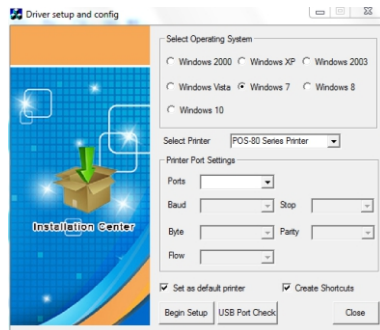 Driver setup and config
Select Operating System
Windows 2000 Windows XP Windows 2003
Windows Vista Windows 7 Windows 8
Windows 10
Select Printer POS-80 Series Printer
Printer Port Settings
Ports
Baud Stop
Byte Parity
Flow
Installation Center
Set as default printer Create Shortcuts
Begin Setup USB Port Check Close